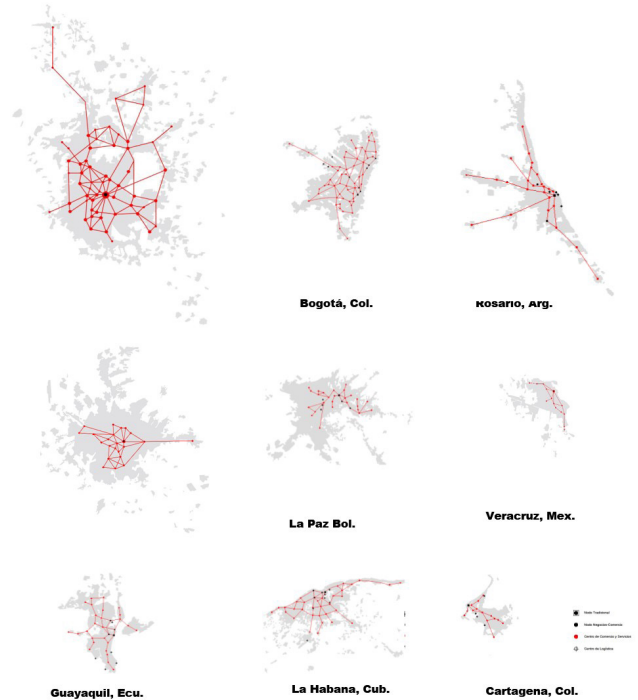 Bogotá, Col.
Rosario, Arg.
La Paz Bol.
Veracruz, Mex.
Nodo Tradicional
Nodo Negocios-Comercio
Centro de Comercio y Servicios
Centro de Logística
Guayaquil, Ecu.
La Habana, Cub.
Cartagena, Col.